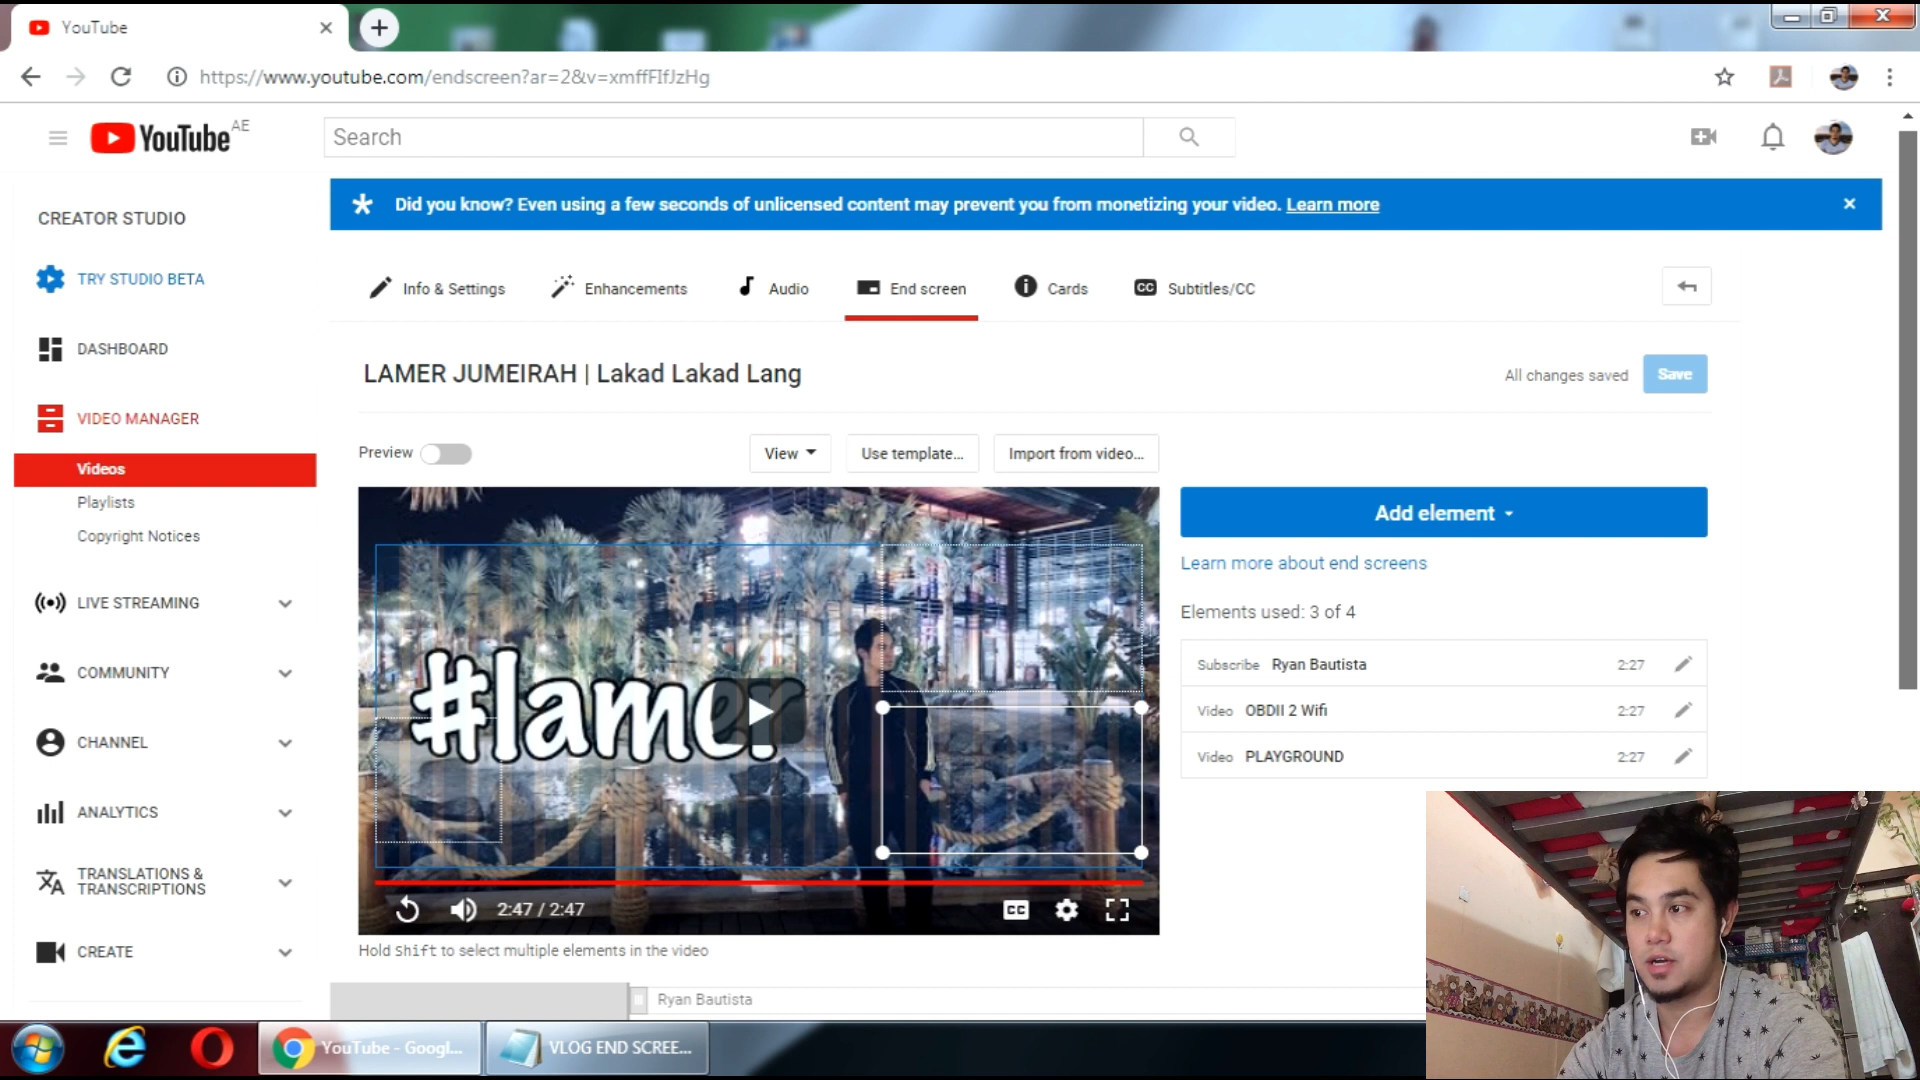 YouTube
https://www.youtube.com/endscreen?ar=2&v=xmffFIfJzHg
YouTube AE
Search
Did you know? Even using a few seconds of unlicensed content may prevent you from monetizing your video. Learn more
CREATOR STUDIO
TRY STUDIO BETA
DASHBOARD
VIDEO MANAGER
Videos
Playlists
Copyright Notices
LIVE STREAMING
COMMUNITY
CHANNEL
ANALYTICS
TRANSLATIONS &
TRANSCRIPTIONS
CREATE
Info & Settings
Enhancements
Audio
End screen
Cards
CC Subtitles/CC
LAMER JUMEIRAH | Lakad Lakad Lang
All changes saved
Save
Preview
View
Use template...
Import from video...
#lamer
2:47 / 2:47
CC
Hold Shift to select multiple elements in the video
Ryan Bautista
Add element
Learn more about end screens
Elements used: 3 of 4
Subscribe Ryan Bautista 2:27
Video OBDII 2 Wifi 2:27
Video PLAYGROUND 2:27
YouTube - Googl...
VLOG END SCREE...